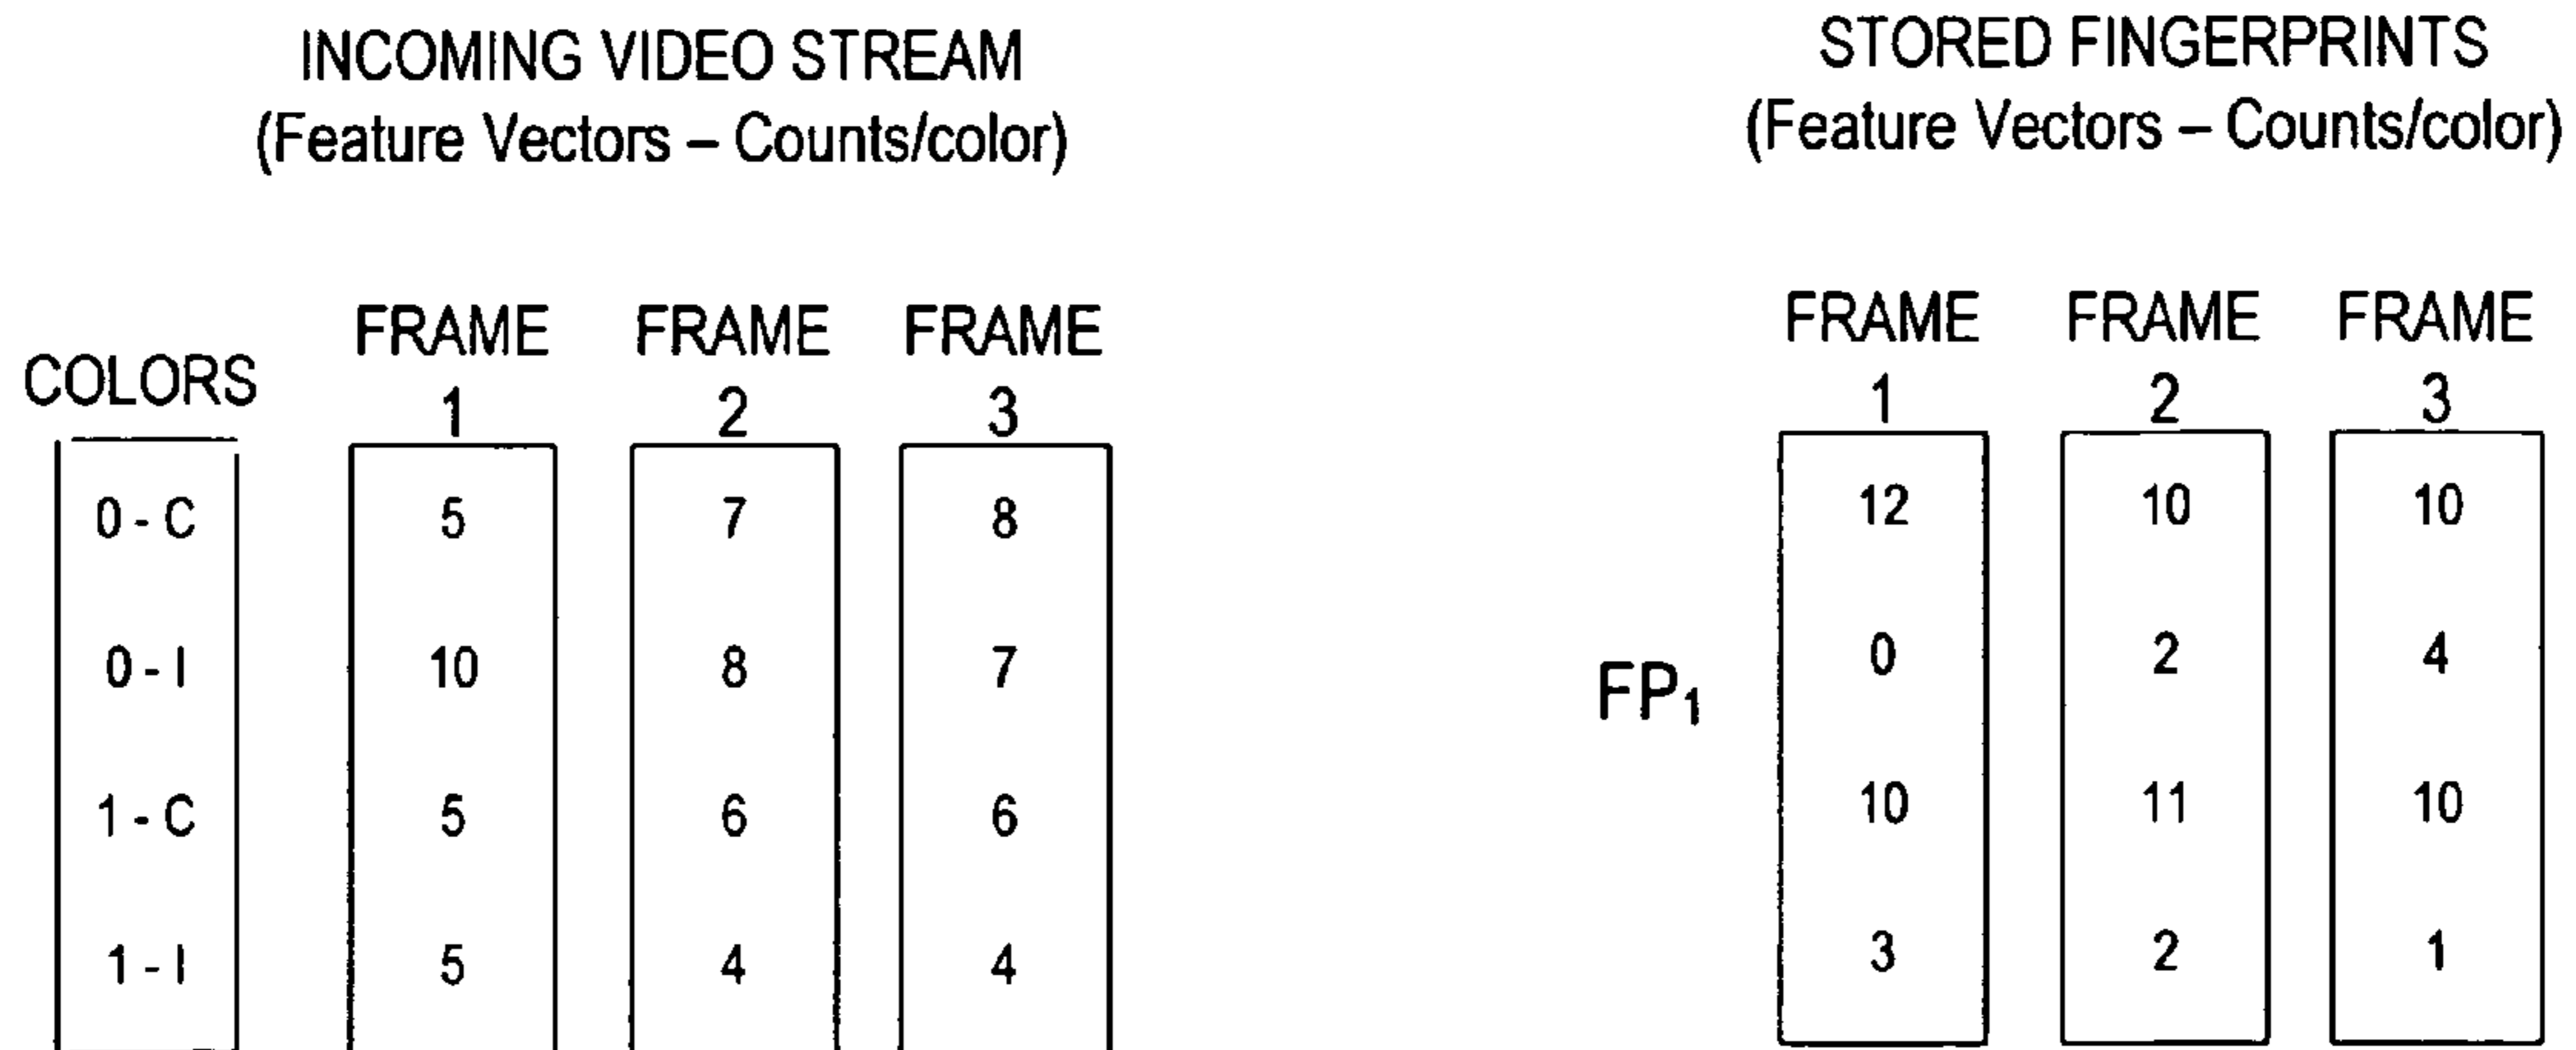 INCOMING VIDEO STREAM
(Feature Vectors – Counts/color)
COLORS
FRAME 1
FRAME 2
FRAME 3
0 - C 5 7 8
0 - I 10 8 7
1 - C 5 6 6
1 - I 5 4 4
STORED FINGERPRINTS
(Feature Vectors – Counts/color)
FRAME 1
FRAME 2
FRAME 3
FP₁
12 10 10
0 2 4
10 11 10
3 2 1